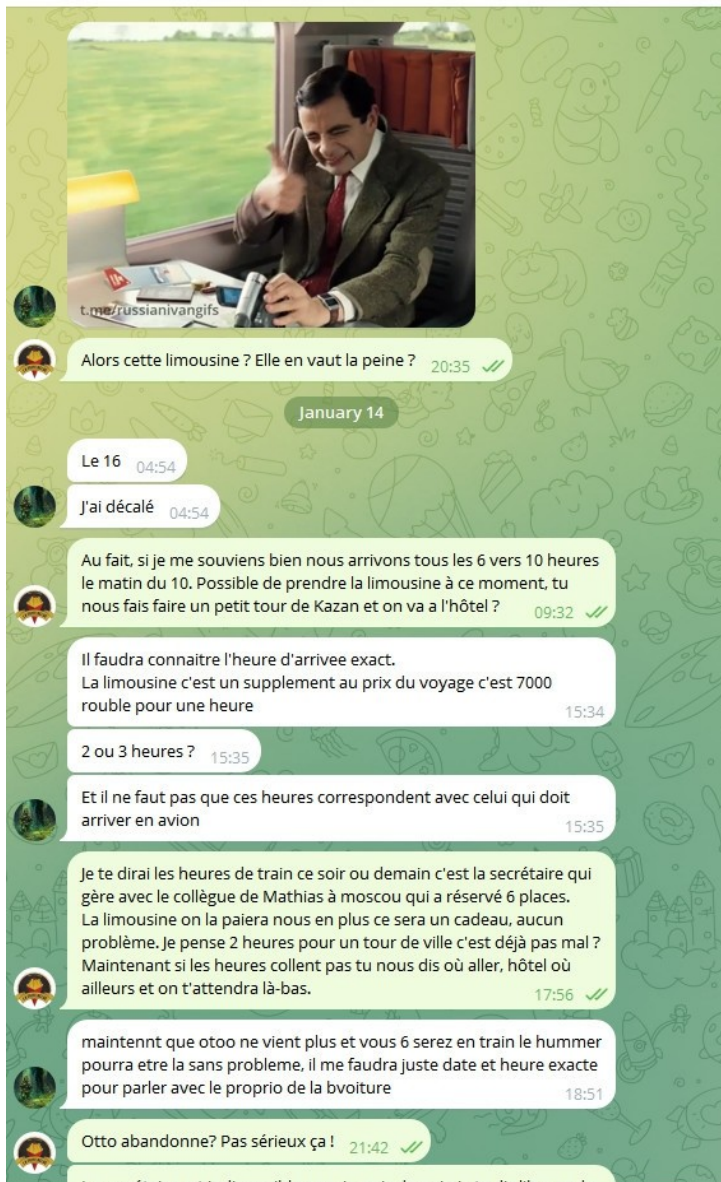 t.me/russianivangifs
Alors cette limousine ? Elle en vaut la peine ? 20:35
January 14
Le 16 04:54
J'ai décalé 04:54
Au fait, si je me souviens bien nous arrivons tous les 6 vers 10 heures
le matin du 10. Possible de prendre la limousine à ce moment, tu
nous fais faire un petit tour de Kazan et on va a l'hôtel ? 09:32
Il faudra connaitre l'heure d'arrivee exact.
La limousine c'est un supplement au prix du voyage c'est 7000
rouble pour une heure 15:34
2 ou 3 heures ? 15:35
Et il ne faut pas que ces heures correspondent avec celui qui doit
arriver en avion 15:35
Je te dirai les heures de train ce soir ou demain c'est la secrétaire qui
gère avec le collègue de Mathias à moscou qui a réservé 6 places.
La limousine on la paiera nous en plus ce sera un cadeau, aucun
problème. Je pense 2 heures pour un tour de ville c'est déjà pas mal ?
Maintenant si les heures collent pas tu nous dis où aller, hôtel où
ailleurs et on t'attendra là-bas. 17:56
maintennt que otoo ne vient plus et vous 6 serez en train le hummer
pourra etre la sans probleme, il me faudra juste date et heure exacte
pour parler avec le proprio de la bvoiture 18:51
Otto abandonne? Pas sérieux ça ! 21:42